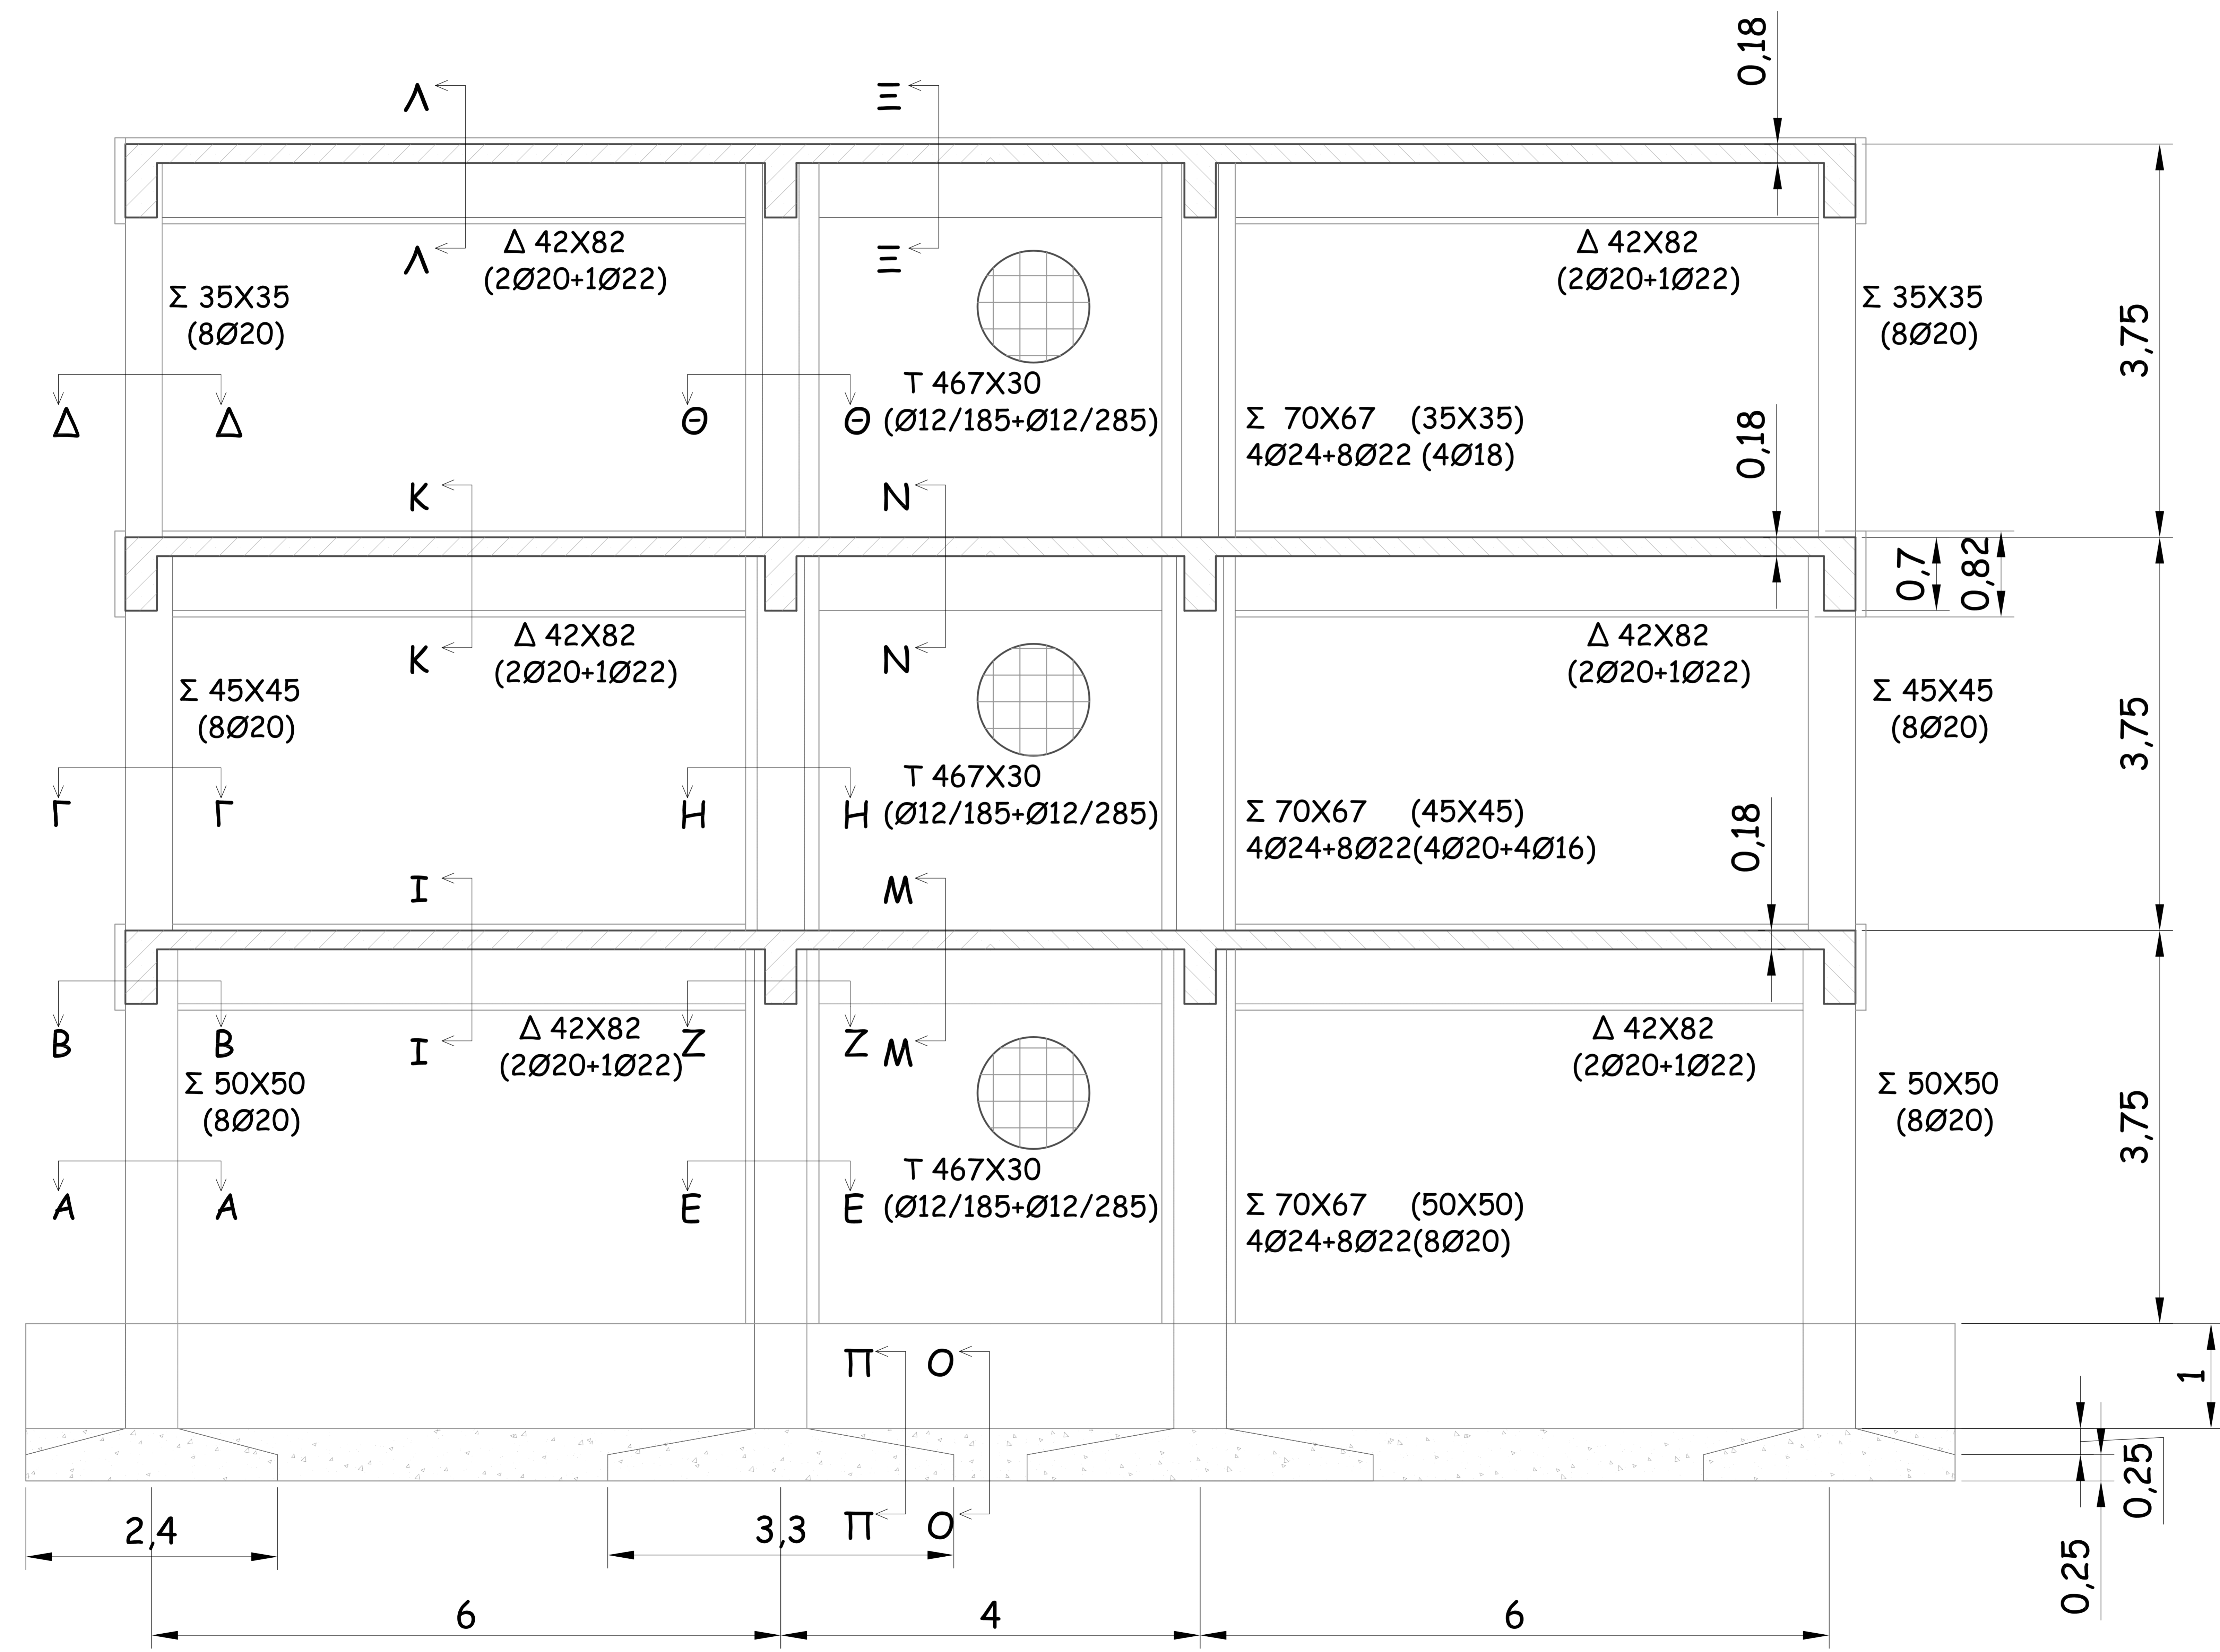 0,18
Λ Ξ
Λ Ξ
Δ 42X82
(2Ø20+1Ø22)
Δ 42X82
(2Ø20+1Ø22)
Σ 35X35
(8Ø20)
Σ 35X35
(8Ø20)
3,75
T 467X30
(Ø12/185+Ø12/285)
Δ Δ Θ Θ
Σ 70X67 (35X35)
4Ø24+8Ø22 (4Ø18)
0,18
K N
0,7
0,82
K N
Δ 42X82
(2Ø20+1Ø22)
Δ 42X82
(2Ø20+1Ø22)
Σ 45X45
(8Ø20)
Σ 45X45
(8Ø20)
3,75
T 467X30
(Ø12/185+Ø12/285)
Γ Γ H H
Σ 70X67 (45X45)
4Ø24+8Ø22(4Ø20+4Ø16)
0,18
I M
I M
B B Z Z
Δ 42X82
(2Ø20+1Ø22)
Δ 42X82
(2Ø20+1Ø22)
Σ 50X50
(8Ø20)
Σ 50X50
(8Ø20)
3,75
T 467X30
(Ø12/185+Ø12/285)
A A E E
Σ 70X67 (50X50)
4Ø24+8Ø22(8Ø20)
Π O
1
0,25
0,25
2,4
3,3
Π O
6
4
6